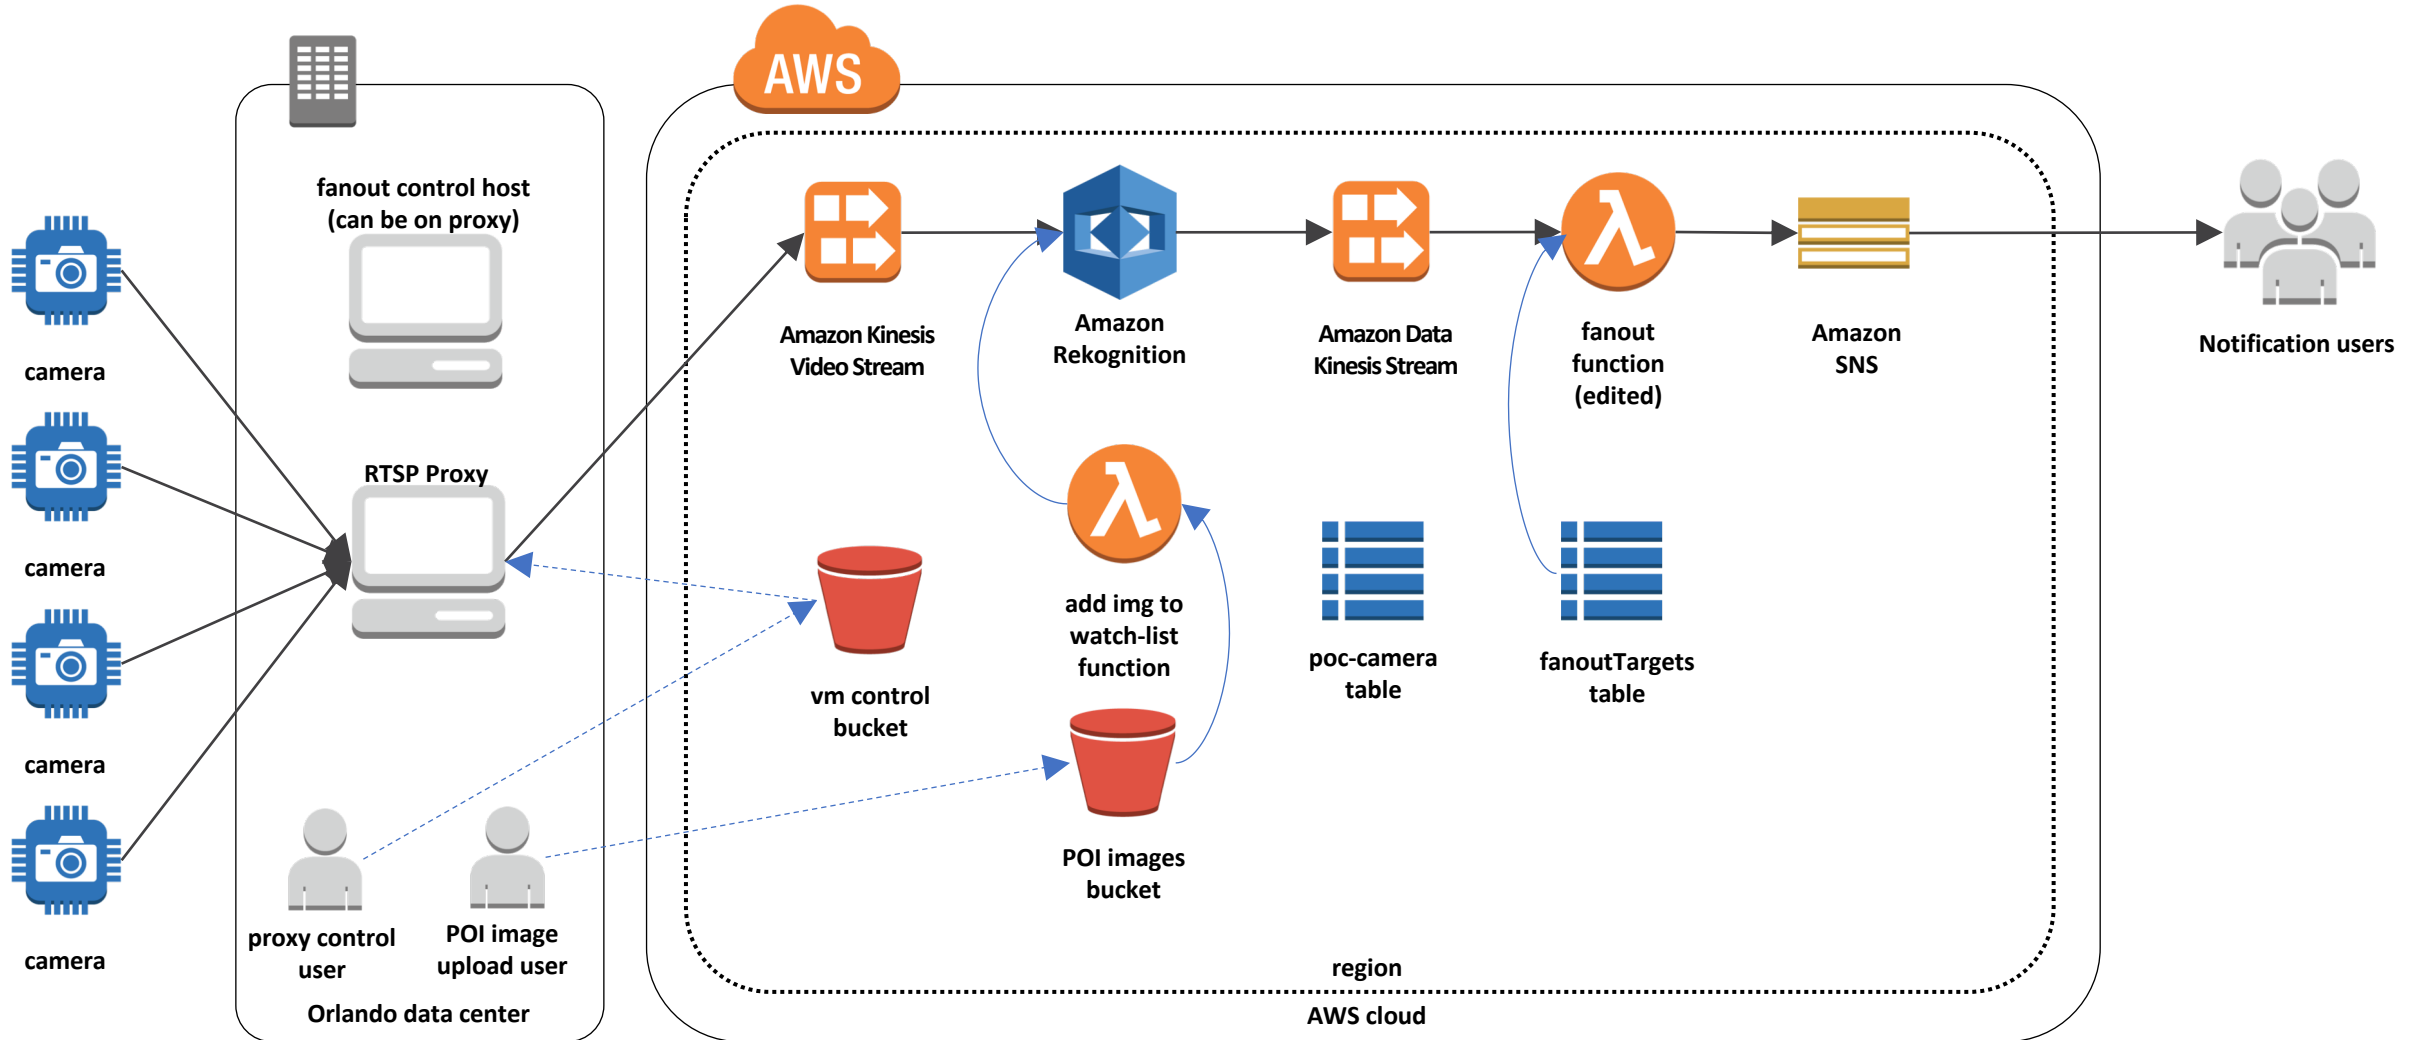 AWS
fanout control host
(can be on proxy)
camera
camera
camera
camera
RTSP Proxy
proxy control
user
POI image
upload user
Orlando data center
Amazon Kinesis
Video Stream
Amazon
Rekognition
Amazon Data
Kinesis Stream
fanout
function
(edited)
Amazon
SNS
Notification users
vm control
bucket
add img to
watch-list
function
POI images
bucket
poc-camera
table
fanoutTargets
table
region
AWS cloud